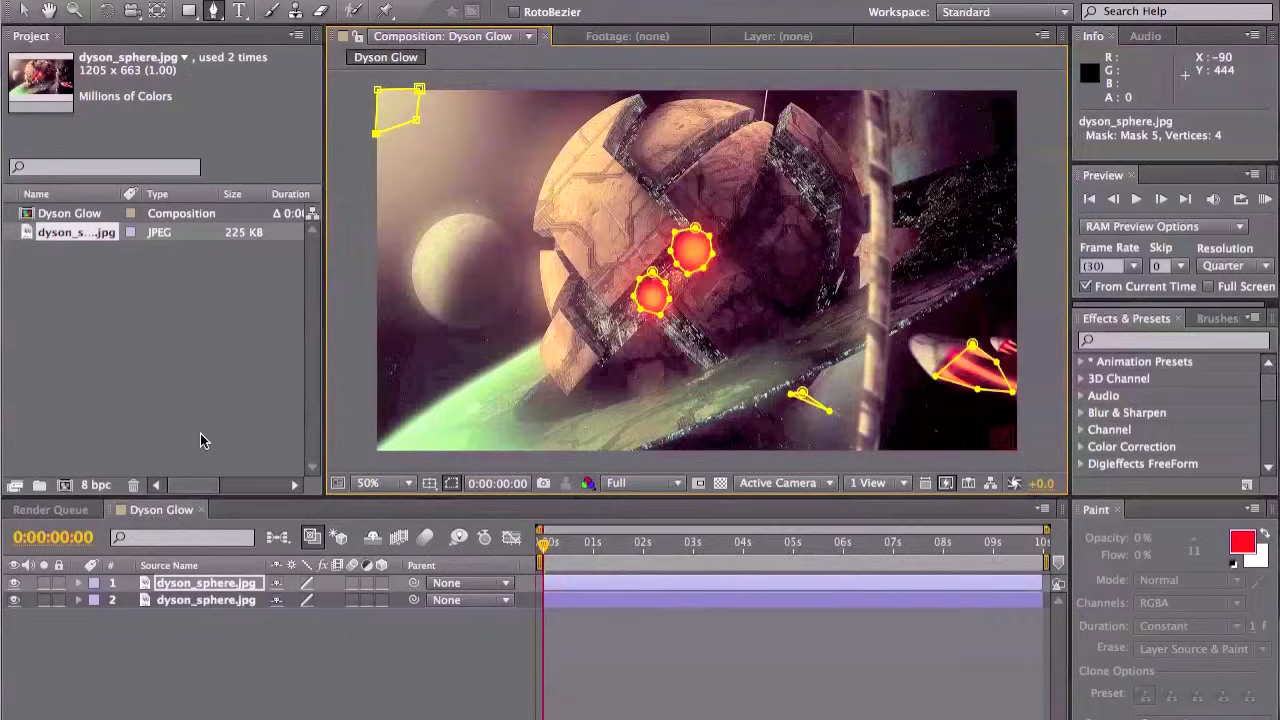 RotoBezier
Workspace: Standard
Search Help
Project
Composition: Dyson Glow
Footage: (none)
Layer: (none)
Info
Audio
dyson_sphere.jpg , used 2 times
1205 x 663 (1.00)
Millions of Colors
Dyson Glow
R :
G :
B :
A : 0
X : -90
Y : 444
dyson_sphere.jpg
Mask: Mask 5, Vertices: 4
Preview
RAM Preview Options
Frame Rate Skip Resolution
(30) 0 Quarter
From Current Time Full Screen
Name Type Size Duration
Dyson Glow Composition Δ 0:00
dyson_s....jpg JPEG 225 KB
Effects & Presets
Brushes
* Animation Presets
3D Channel
Audio
Blur & Sharpen
Channel
Color Correction
Digieffects FreeForm
8 bpc
50%
0:00:00:00
Full
Active Camera
1 View
+0.0
Render Queue
Dyson Glow
0:00:00:00
# Source Name Parent
1 dyson_sphere.jpg None
2 dyson_sphere.jpg None
01s 02s 03s 04s 05s 06s 07s 08s 09s 10s
Paint
Opacity: 0 %
Flow: 0 %
11
Mode: Normal
Channels: RGBA
Duration: Constant 1 f
Erase: Layer Source & Paint
Clone Options
Preset: